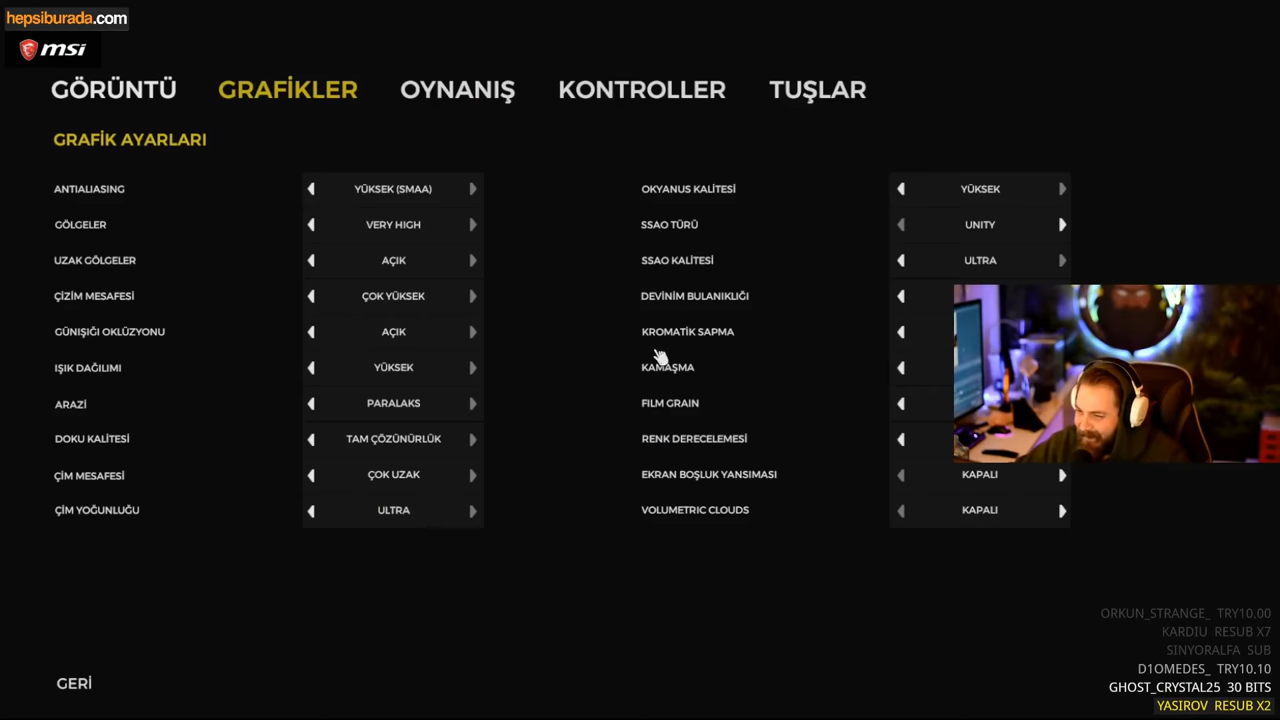 hepsiburada.com
msi
GÖRÜNTÜ GRAFİKLER OYNANIŞ KONTROLLER TUŞLAR
GRAFİK AYARLARI
ANTIALIASING YÜKSEK (SMAA)
GÖLGELER VERY HIGH
UZAK GÖLGELER AÇIK
ÇİZİM MESAFESİ ÇOK YÜKSEK
GÜNIŞIĞI OKLÜZYONU AÇIK
IŞIK DAĞILIMI YÜKSEK
ARAZİ PARALAKS
DOKU KALİTESİ TAM ÇÖZÜNÜRLÜK
ÇİM MESAFESİ ÇOK UZAK
ÇİM YOĞUNLUĞU ULTRA
OKYANUS KALİTESİ YÜKSEK
SSAO TÜRÜ UNITY
SSAO KALİTESİ ULTRA
DEVİNİM BULANIKLIĞI
KROMATİK SAPMA
KAMAŞMA
FILM GRAIN
RENK DERECELEMESİ
EKRAN BOŞLUK YANSIMASI KAPALI
VOLUMETRIC CLOUDS KAPALI
ORKUN_STRANGE_ TRY10.00
KARDIU RESUB X7
SINYORALFA SUB
D1OMEDES_ TRY10.10
GHOST_CRYSTAL25 30 BITS
YASIROV RESUB X2
GERİ